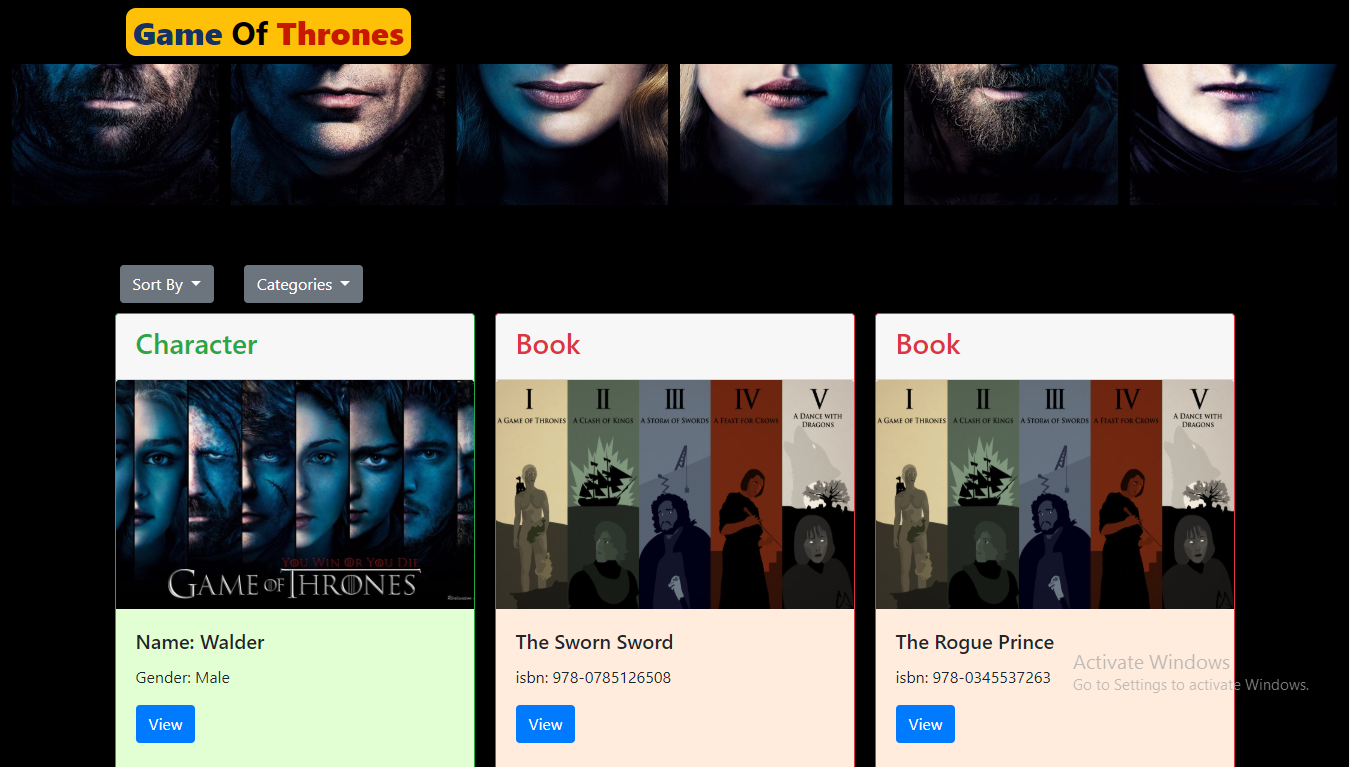 Game Of Thrones
Sort By
Categories
Character
Book
Book
YOU WIN OR YOU DIE
GAME OF THRONES
I II III IV V
A GAME OF THRONES A CLASH OF KINGS A STORM OF SWORDS A FEAST FOR CROWS A DANCE WITH
DRAGONS
I II III IV V
A GAME OF THRONES A CLASH OF KINGS A STORM OF SWORDS A FEAST FOR CROWS A DANCE WITH
DRAGONS
Name: Walder
Gender: Male
View
The Sworn Sword
isbn: 978-0785126508
View
The Rogue Prince
isbn: 978-0345537263
View
Activate Windows
Go to Settings to activate Windows.